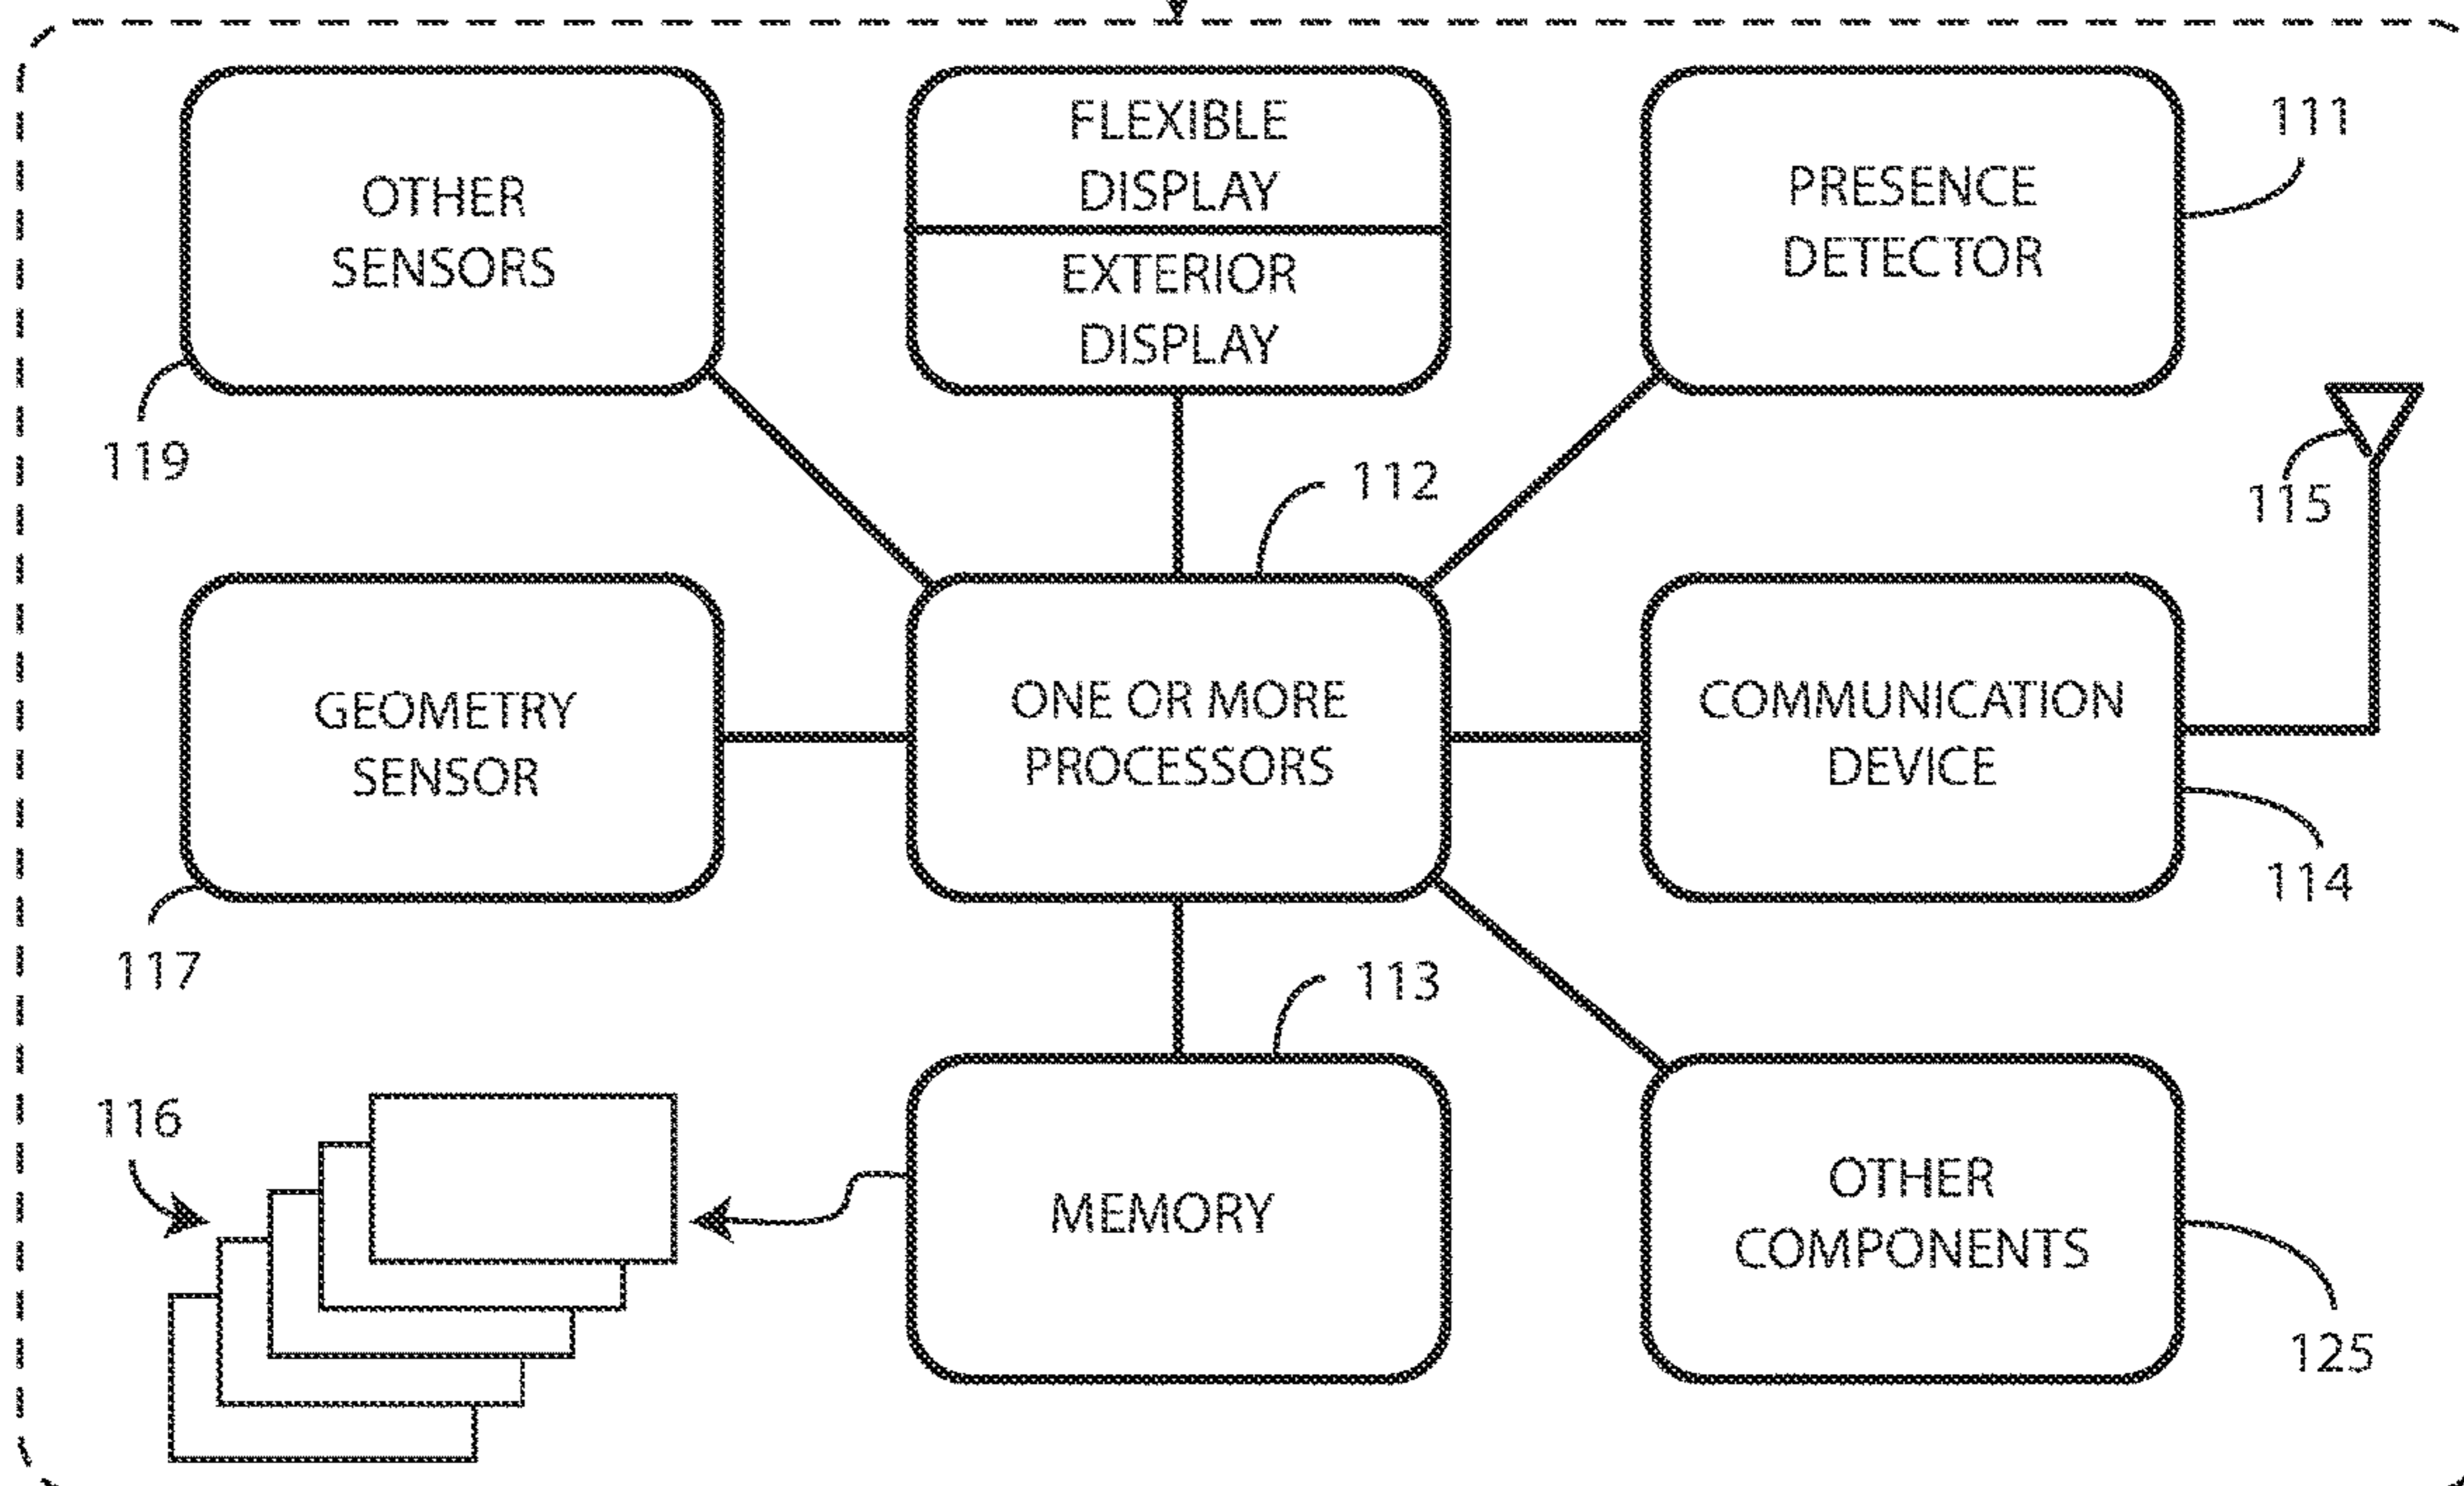 OTHER
SENSORS
119
FLEXIBLE
DISPLAY
EXTERIOR
DISPLAY
PRESENCE
DETECTOR
111
115
112
GEOMETRY
SENSOR
117
ONE OR MORE
PROCESSORS
COMMUNICATION
DEVICE
114
113
116
MEMORY
OTHER
COMPONENTS
125